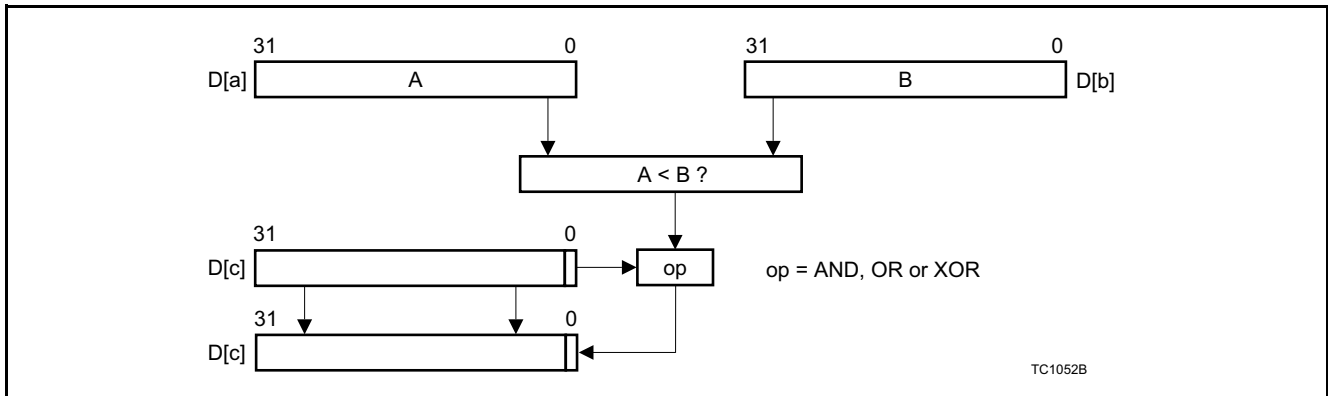 31 0 31 0
D[a] A B D[b]
A < B ?
31 0
D[c] op op = AND, OR or XOR
31 0
D[c]
TC1052B